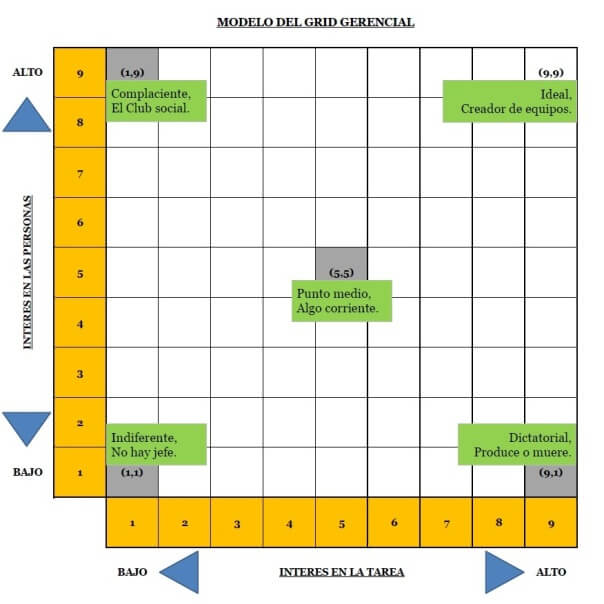 MODELO DEL GRID GERENCIAL
ALTO
9
(1,9)
(9,9)
Complaciente,
El Club social.
Ideal,
Creador de equipos.
8
7
6
INTERES EN LAS PERSONAS
5
(5,5)
Punto medio,
Algo corriente.
4
3
2
Indiferente,
No hay jefe.
Dictatorial,
Produce o muere.
BAJO
1
(1,1)
(9,1)
1 2 3 4 5 6 7 8 9
BAJO
INTERES EN LA TAREA
ALTO